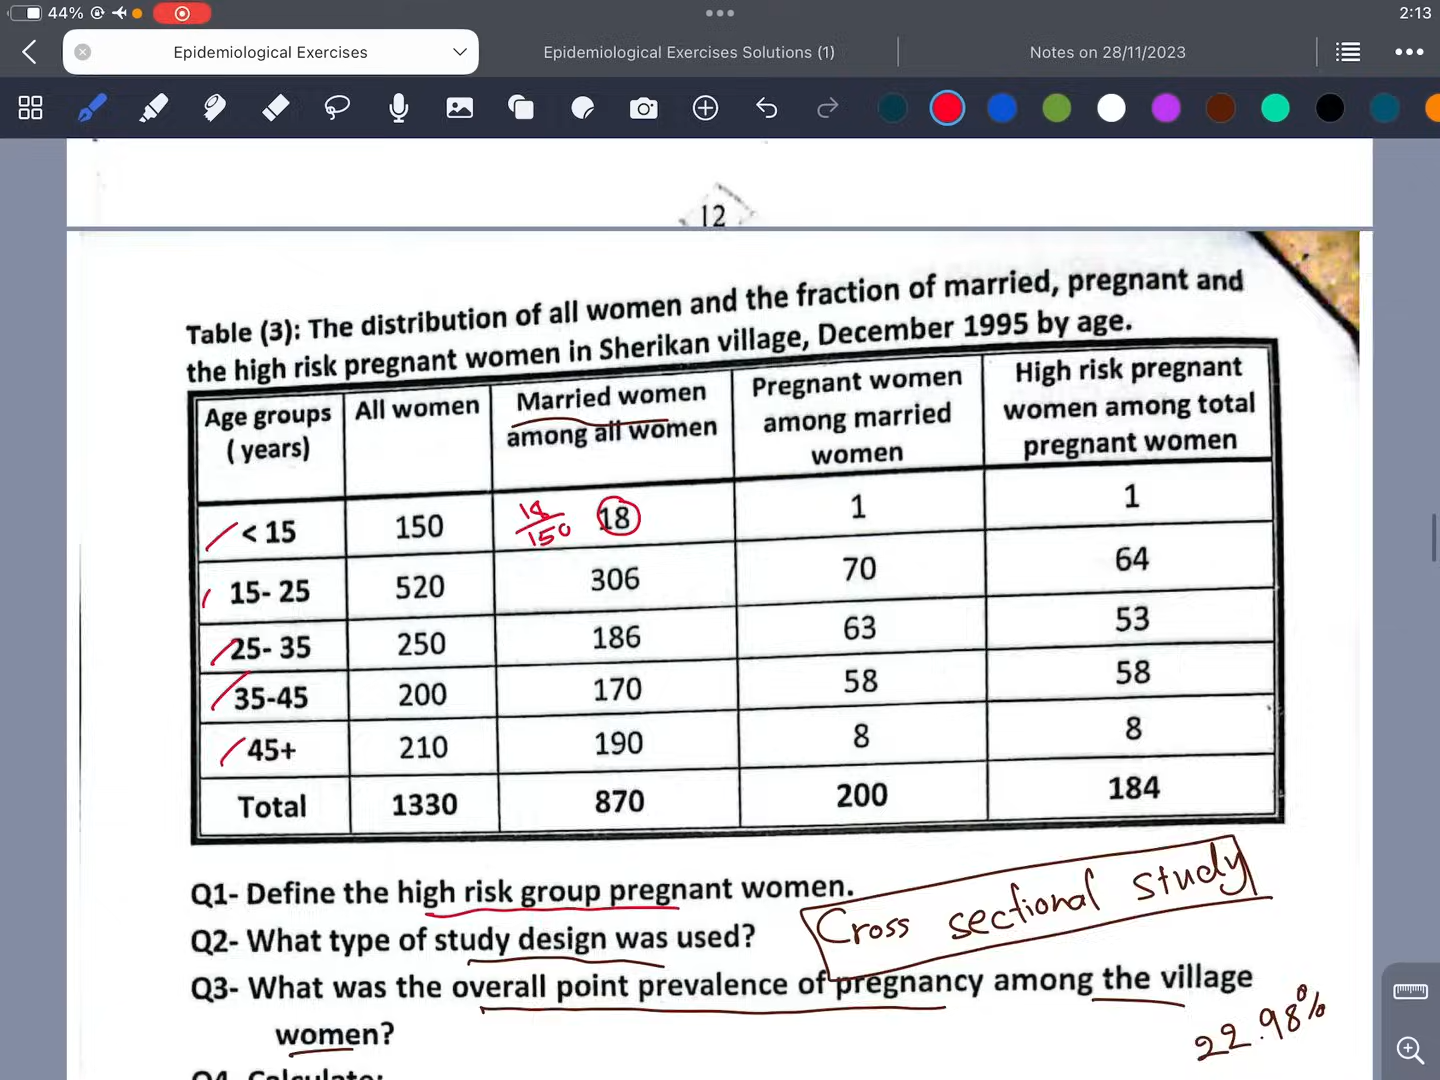 44% 2:13
Epidemiological Exercises Epidemiological Exercises Solutions (1) Notes on 28/11/2023
12
Table (3): The distribution of all women and the fraction of married, pregnant and
the high risk pregnant women in Sherikan village, December 1995 by age.
Age groups (years) All women Married women among all women Pregnant women among married women High risk pregnant women among total pregnant women
< 15 150 18/150 18 1 1
15- 25 520 306 70 64
25- 35 250 186 63 53
35-45 200 170 58 58
45+ 210 190 8 8
Total 1330 870 200 184
Q1- Define the high risk group pregnant women.
Cross sectional study
Q2- What type of study design was used?
Q3- What was the overall point prevalence of pregnancy among the village
women?
22.98%
Q4- Calculate: